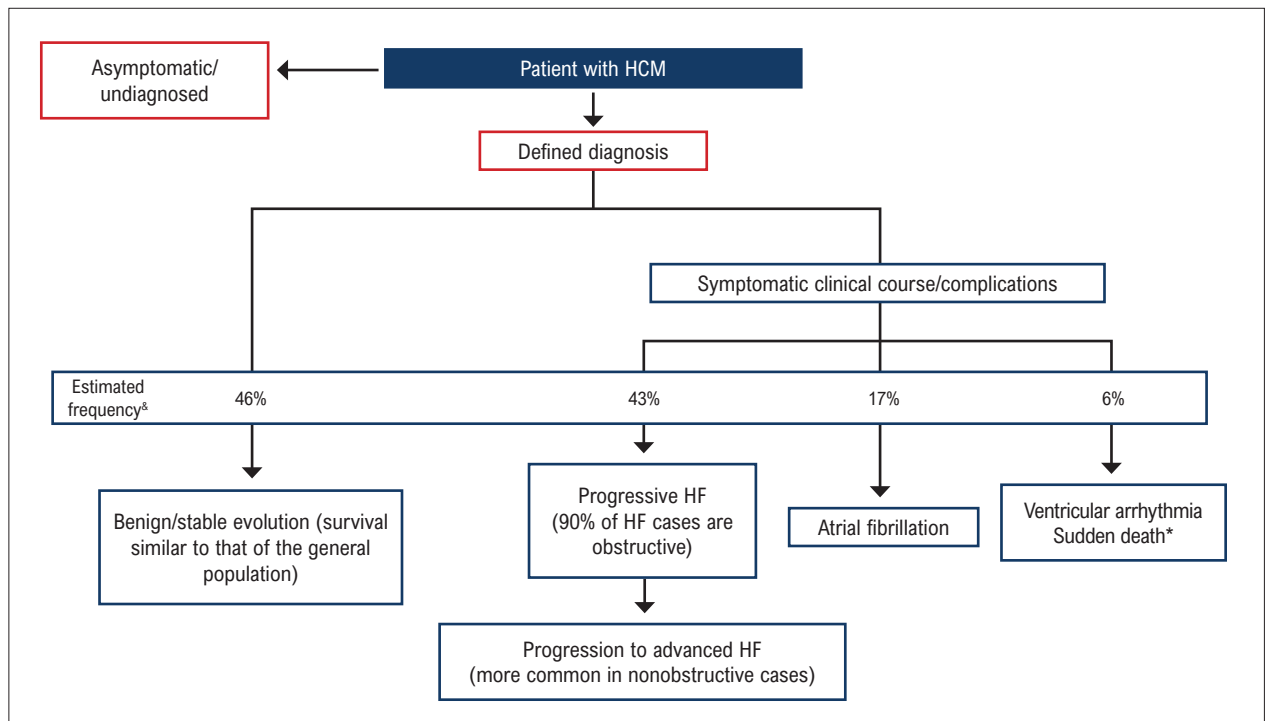 Asymptomatic/
undiagnosed
Patient with HCM
Defined diagnosis
Symptomatic clinical course/complications
Estimated
frequency&
46%
43%
17%
6%
Benign/stable evolution (survival
similar to that of the general
population)
Progressive HF
(90% of HF cases are
obstructive)
Atrial fibrillation
Ventricular arrhythmia
Sudden death*
Progression to advanced HF
(more common in nonobstructive cases)